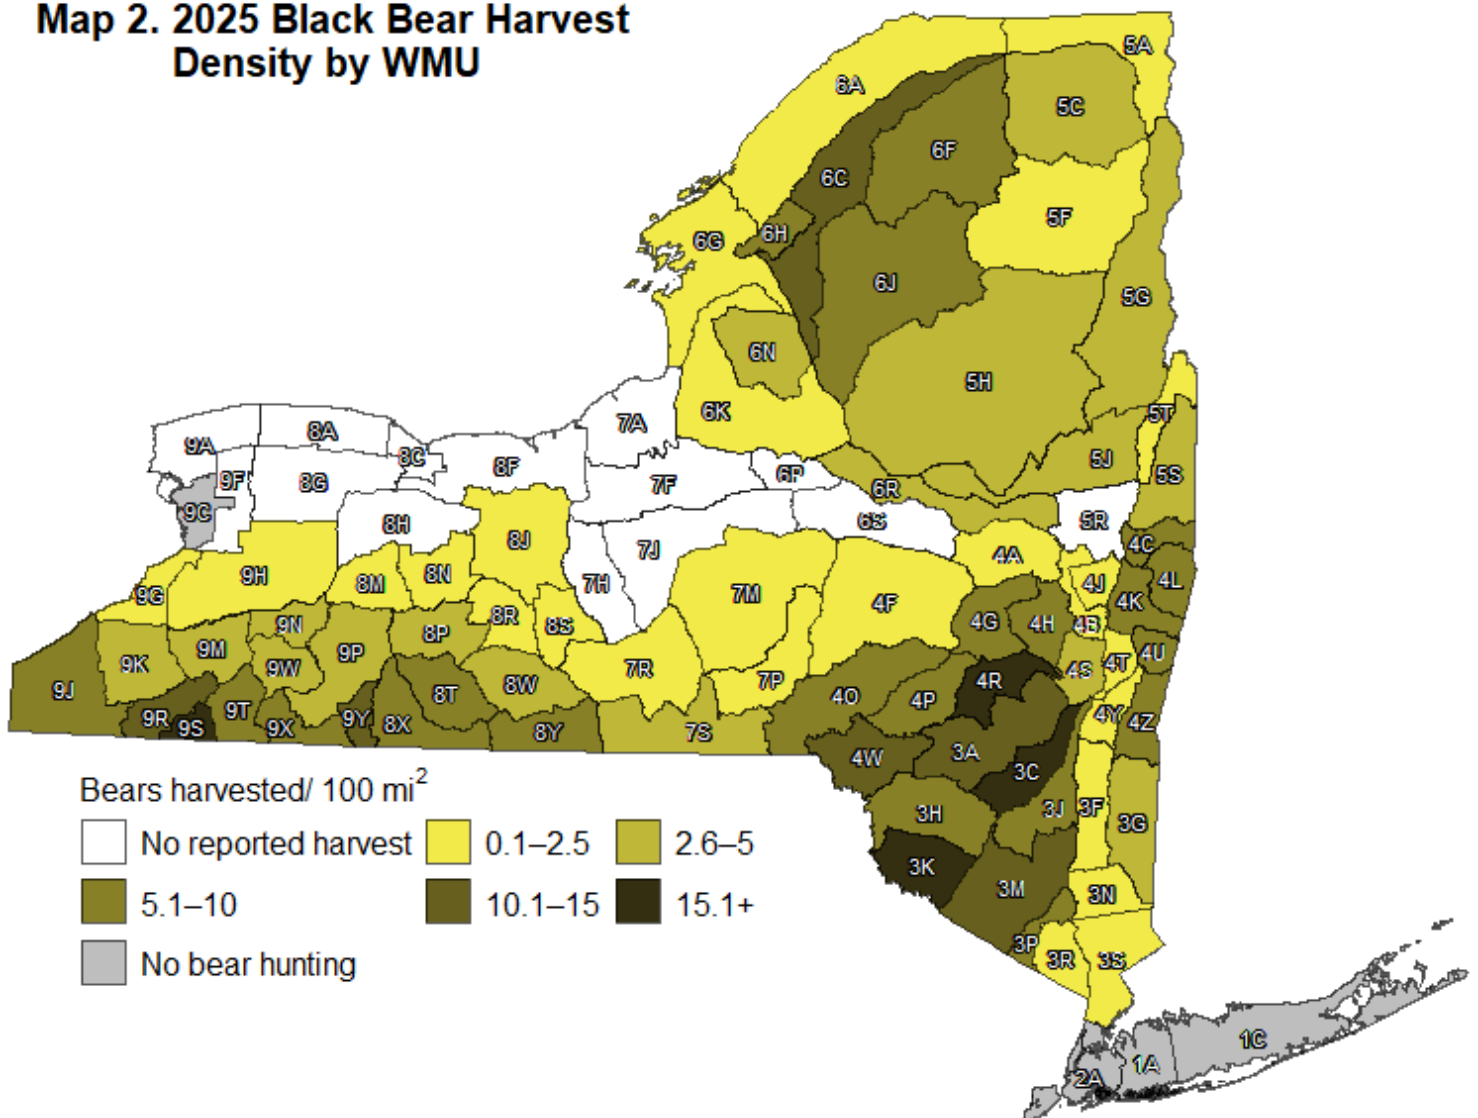 Map 2. 2025 Black Bear Harvest
Density by WMU
5A
6A
5C
6F
6C
5F
6H
6G
6J
5G
6N
5H
6K
7A
5T
8A
9A
8C
5J
8F
5S
6P
9F
8G
7F
6R
9C
8H
6S
5R
8J
7J
4C
4A
9H
8N
4L
8M
7H
4J
9G
7M
4K
4F
8R
4G
4H
4B
8S
9N
8P
9M
9P
4U
9K
9W
7R
4T
4S
7P
4R
8W
9J
8T
4O
4P
9T
4Y
9R
9Y
4Z
9S
9X
8X
8Y
7S
3A
4W
3C
Bears harvested/ 100 mi²
3J
3F
3H
3G
No reported harvest
0.1–2.5
2.6–5
3K
3M
3N
5.1–10
10.1–15
15.1+
3P
3R
3S
No bear hunting
1C
1A
2A